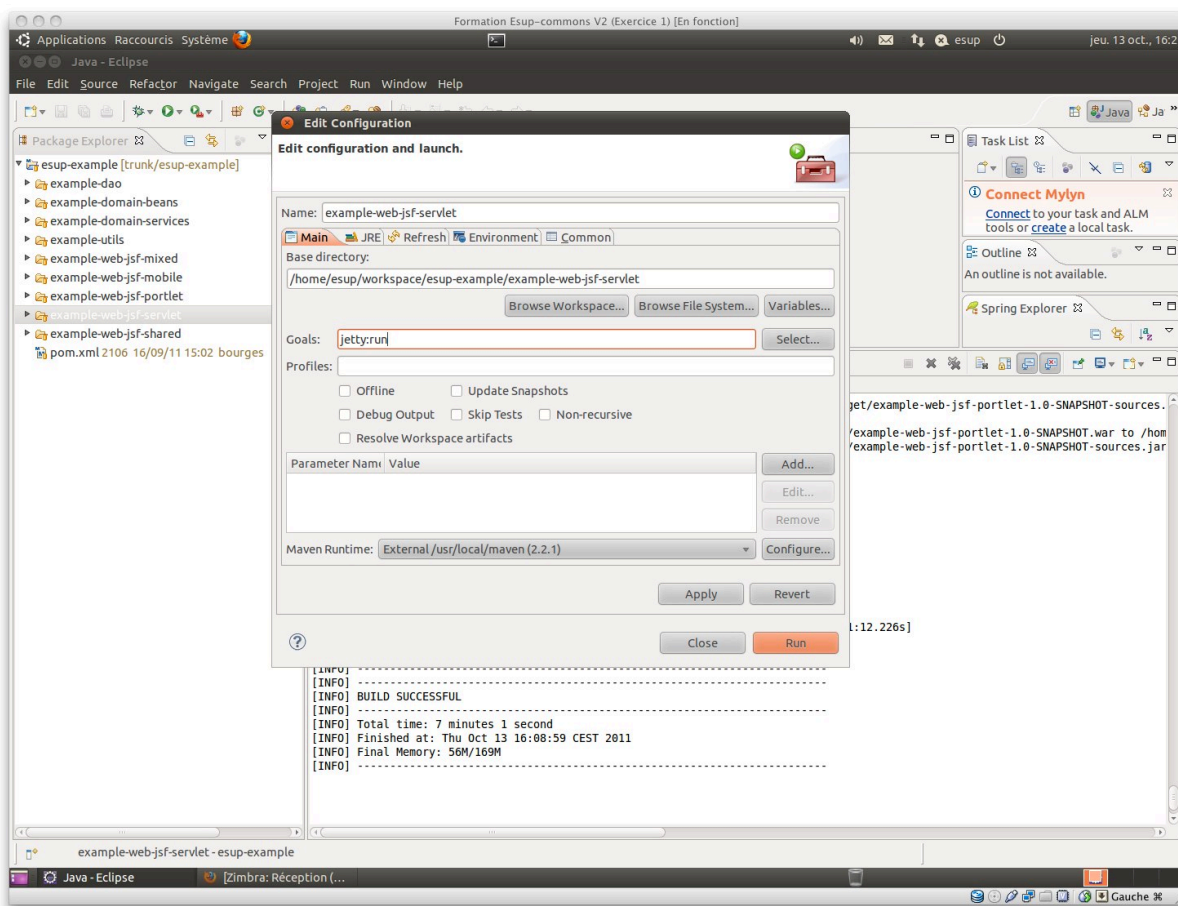 Formation Esup-commons V2 (Exercice 1) [En fonction]
Applications Raccourcis Système
esup
jeu. 13 oct., 16:2
Java - Eclipse
File Edit Source Refactor Navigate Search Project Run Window Help
Java
Ja
Package Explorer
esup-example [trunk/esup-example]
example-dao
example-domain-beans
example-domain-services
example-utils
example-web-jsf-mixed
example-web-jsf-mobile
example-web-jsf-portlet
example-web-jsf-servlet
example-web-jsf-shared
pom.xml 2106 16/09/11 15:02 bourges
Edit Configuration
Edit configuration and launch.
Name: example-web-jsf-servlet
Main JRE Refresh Environment Common
Base directory:
/home/esup/workspace/esup-example/example-web-jsf-servlet
Browse Workspace... Browse File System... Variables...
Goals: jetty:run Select...
Profiles:
Offline Update Snapshots
Debug Output Skip Tests Non-recursive
Resolve Workspace artifacts
Parameter Name Value
Add...
Edit...
Remove
Maven Runtime: External /usr/local/maven (2.2.1) Configure...
Apply Revert
Close Run
Task List
Connect Mylyn
Connect to your task and ALM
tools or create a local task.
Outline
An outline is not available.
Spring Explorer
get/example-web-jsf-portlet-1.0-SNAPSHOT-sources.
/example-web-jsf-portlet-1.0-SNAPSHOT.war to /hom
/example-web-jsf-portlet-1.0-SNAPSHOT-sources.jar
1:12.226s]
[INFO] ------------------------------------------------------------------------
[INFO] ------------------------------------------------------------------------
[INFO] BUILD SUCCESSFUL
[INFO] ------------------------------------------------------------------------
[INFO] Total time: 7 minutes 1 second
[INFO] Finished at: Thu Oct 13 16:08:59 CEST 2011
[INFO] Final Memory: 56M/169M
[INFO] ------------------------------------------------------------------------
example-web-jsf-servlet - esup-example
Java - Eclipse
[Zimbra: Réception (...
Gauche ⌘